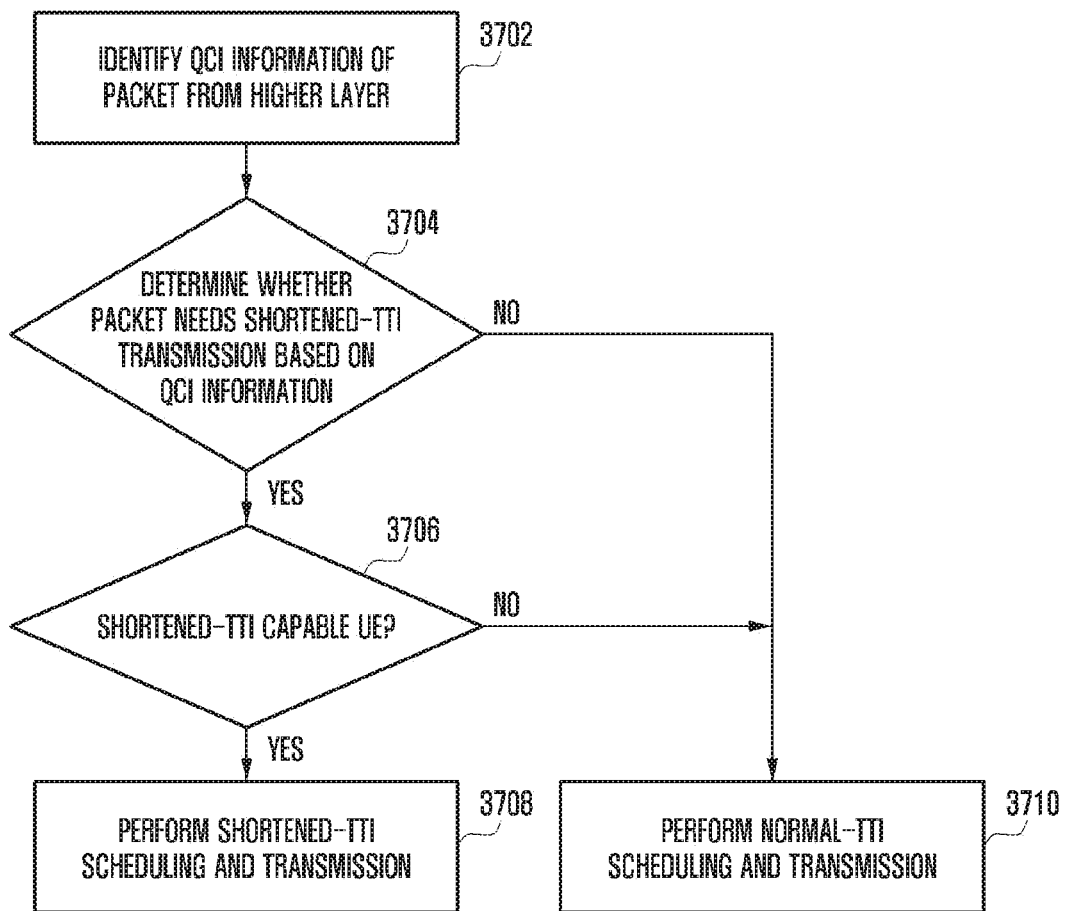 3702
IDENTIFY QCI INFORMATION OF
PACKET FROM HIGHER LAYER
3704
DETERMINE WHETHER
PACKET NEEDS SHORTENED-TTI
TRANSMISSION BASED ON
QCI INFORMATION
NO
YES
3706
SHORTENED-TTI CAPABLE UE?
NO
YES
3708
PERFORM SHORTENED-TTI
SCHEDULING AND TRANSMISSION
3710
PERFORM NORMAL-TTI
SCHEDULING AND TRANSMISSION